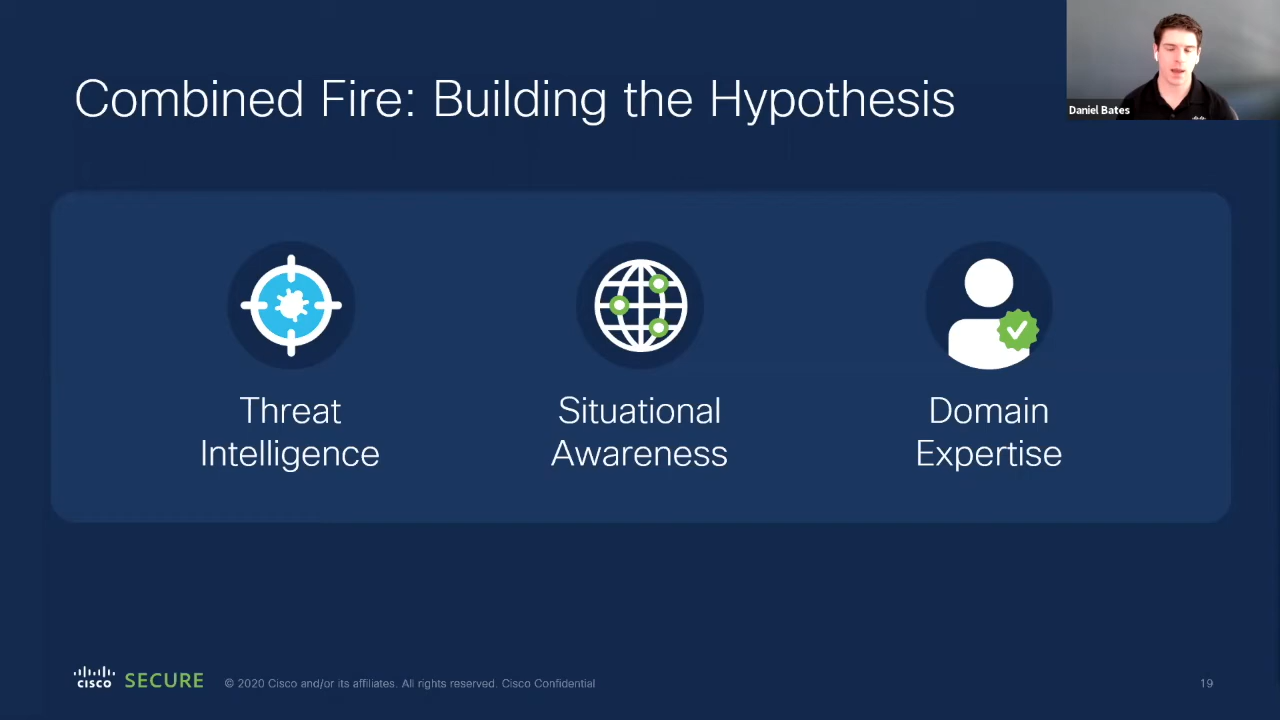 Combined Fire: Building the Hypothesis
Daniel Bates
Threat
Intelligence
Situational
Awareness
Domain
Expertise
CISCO SECURE © 2020 Cisco and/or its affiliates. All rights reserved. Cisco Confidential 19